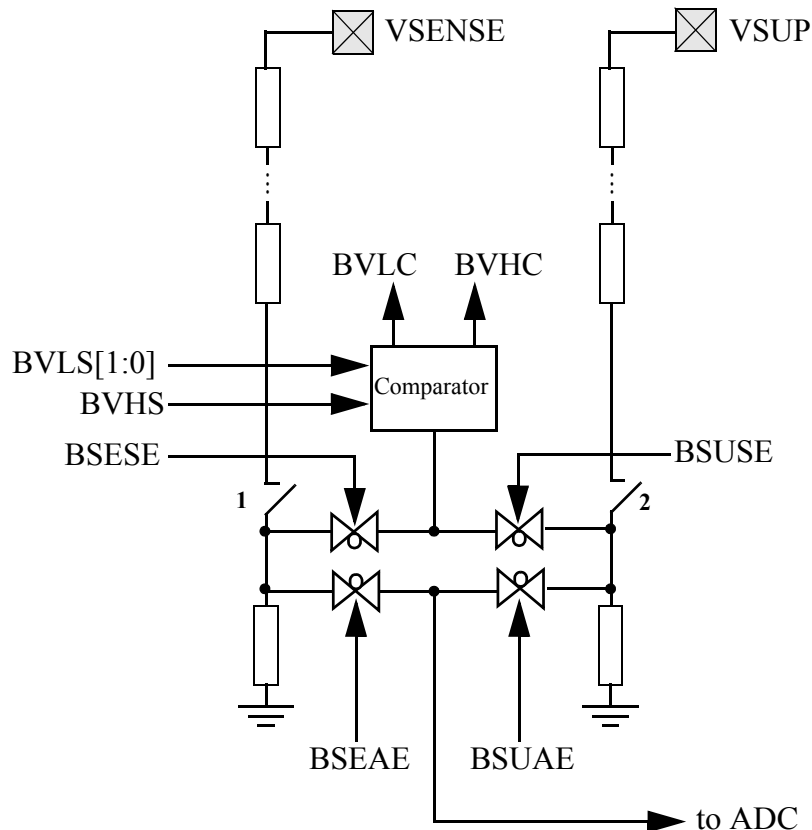 VSENSE
VSUP
BVLC
BVHC
BVLS[1:0]
Comparator
BVHS
BSESE
BSUSE
1
2
BSEAE
BSUAE
to ADC